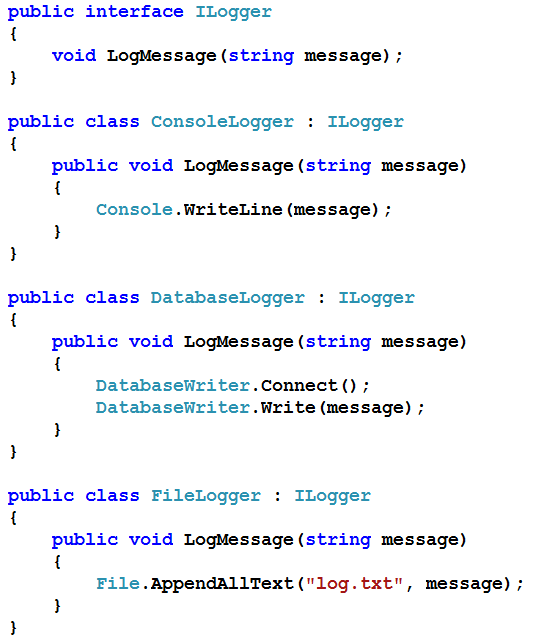 public interface ILogger
{
    void LogMessage(string message);
}

public class ConsoleLogger : ILogger
{
    public void LogMessage(string message)
    {
        Console.WriteLine(message);
    }
}

public class DatabaseLogger : ILogger
{
    public void LogMessage(string message)
    {
        DatabaseWriter.Connect();
        DatabaseWriter.Write(message);
    }
}

public class FileLogger : ILogger
{
    public void LogMessage(string message)
    {
        File.AppendAllText("log.txt", message);
    }
}